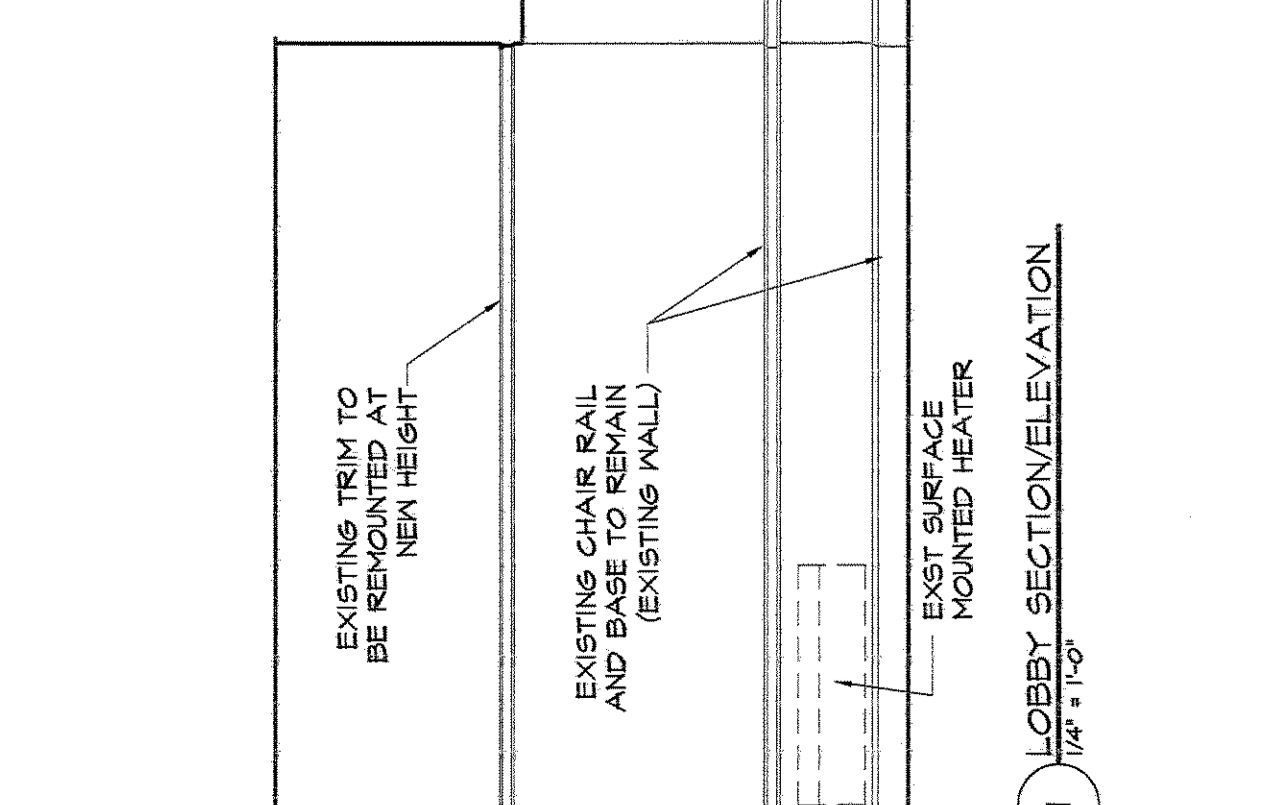 EXISTING TRIM TO
BE REMOUNTED AT
NEW HEIGHT
EXISTING CHAIR RAIL
AND BASE TO REMAIN
(EXISTING WALL)
EXST SURFACE
MOUNTED HEATER
LOBBY SECTION/ELEVATION
1/4" = 1'-0"